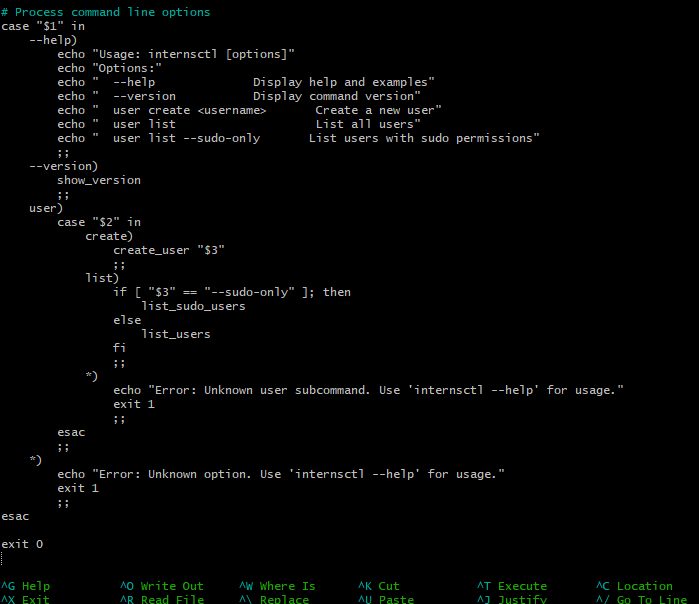 # Process command line options
case "$1" in
    --help)
        echo "Usage: internsctl [options]"
        echo "Options:"
        echo "  --help              Display help and examples"
        echo "  --version           Display command version"
        echo "  user create <username>       Create a new user"
        echo "  user list                    List all users"
        echo "  user list --sudo-only       List users with sudo permissions"
        ;;
    --version)
        show_version
        ;;
    user)
        case "$2" in
            create)
                create_user "$3"
                ;;
            list)
                if [ "$3" == "--sudo-only" ]; then
                    list_sudo_users
                else
                    list_users
                fi
                ;;
            *)
                echo "Error: Unknown user subcommand. Use 'internsctl --help' for usage."
                exit 1
                ;;
        esac
        ;;
    *)
        echo "Error: Unknown option. Use 'internsctl --help' for usage."
        exit 1
        ;;
esac

exit 0

^G Help          ^O Write Out     ^W Where Is      ^K Cut           ^T Execute       ^C Location
^X Exit          ^R Read File     ^\ Replace       ^U Paste         ^J Justify       ^/ Go To Line